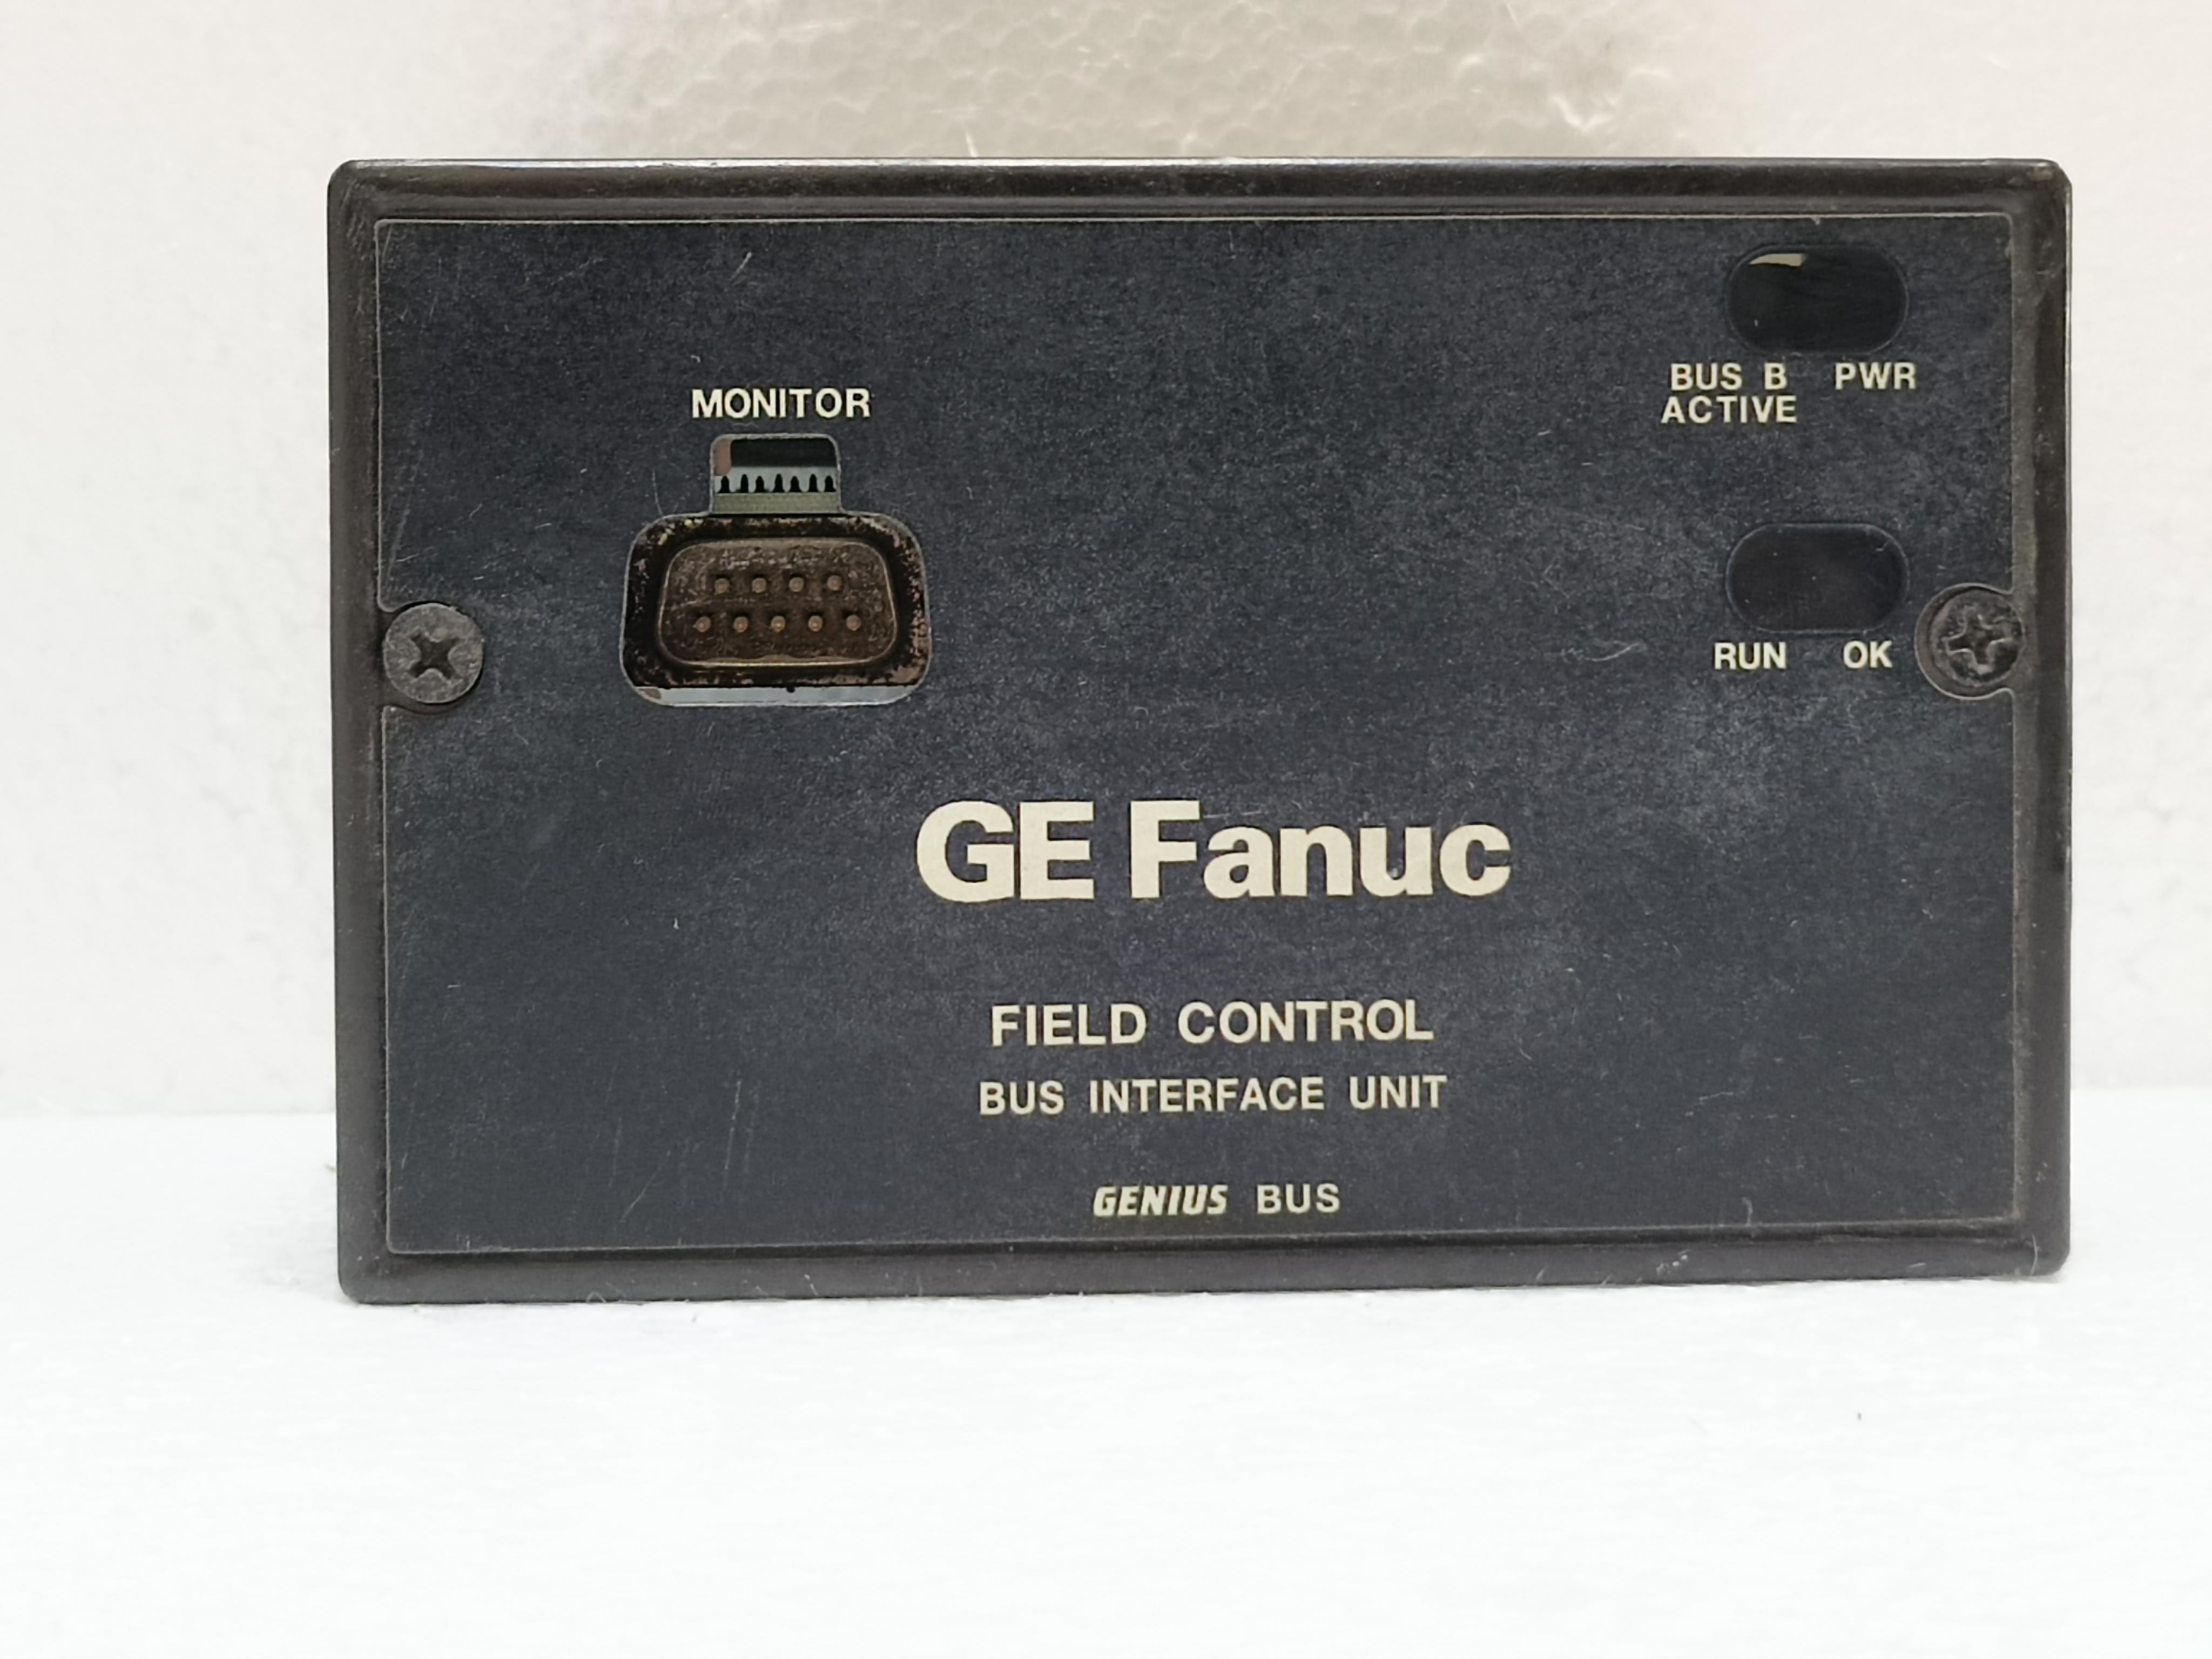 MONITOR
BUS B PWR
ACTIVE
RUN OK
GE Fanuc
FIELD CONTROL
BUS INTERFACE UNIT
GENIUS BUS